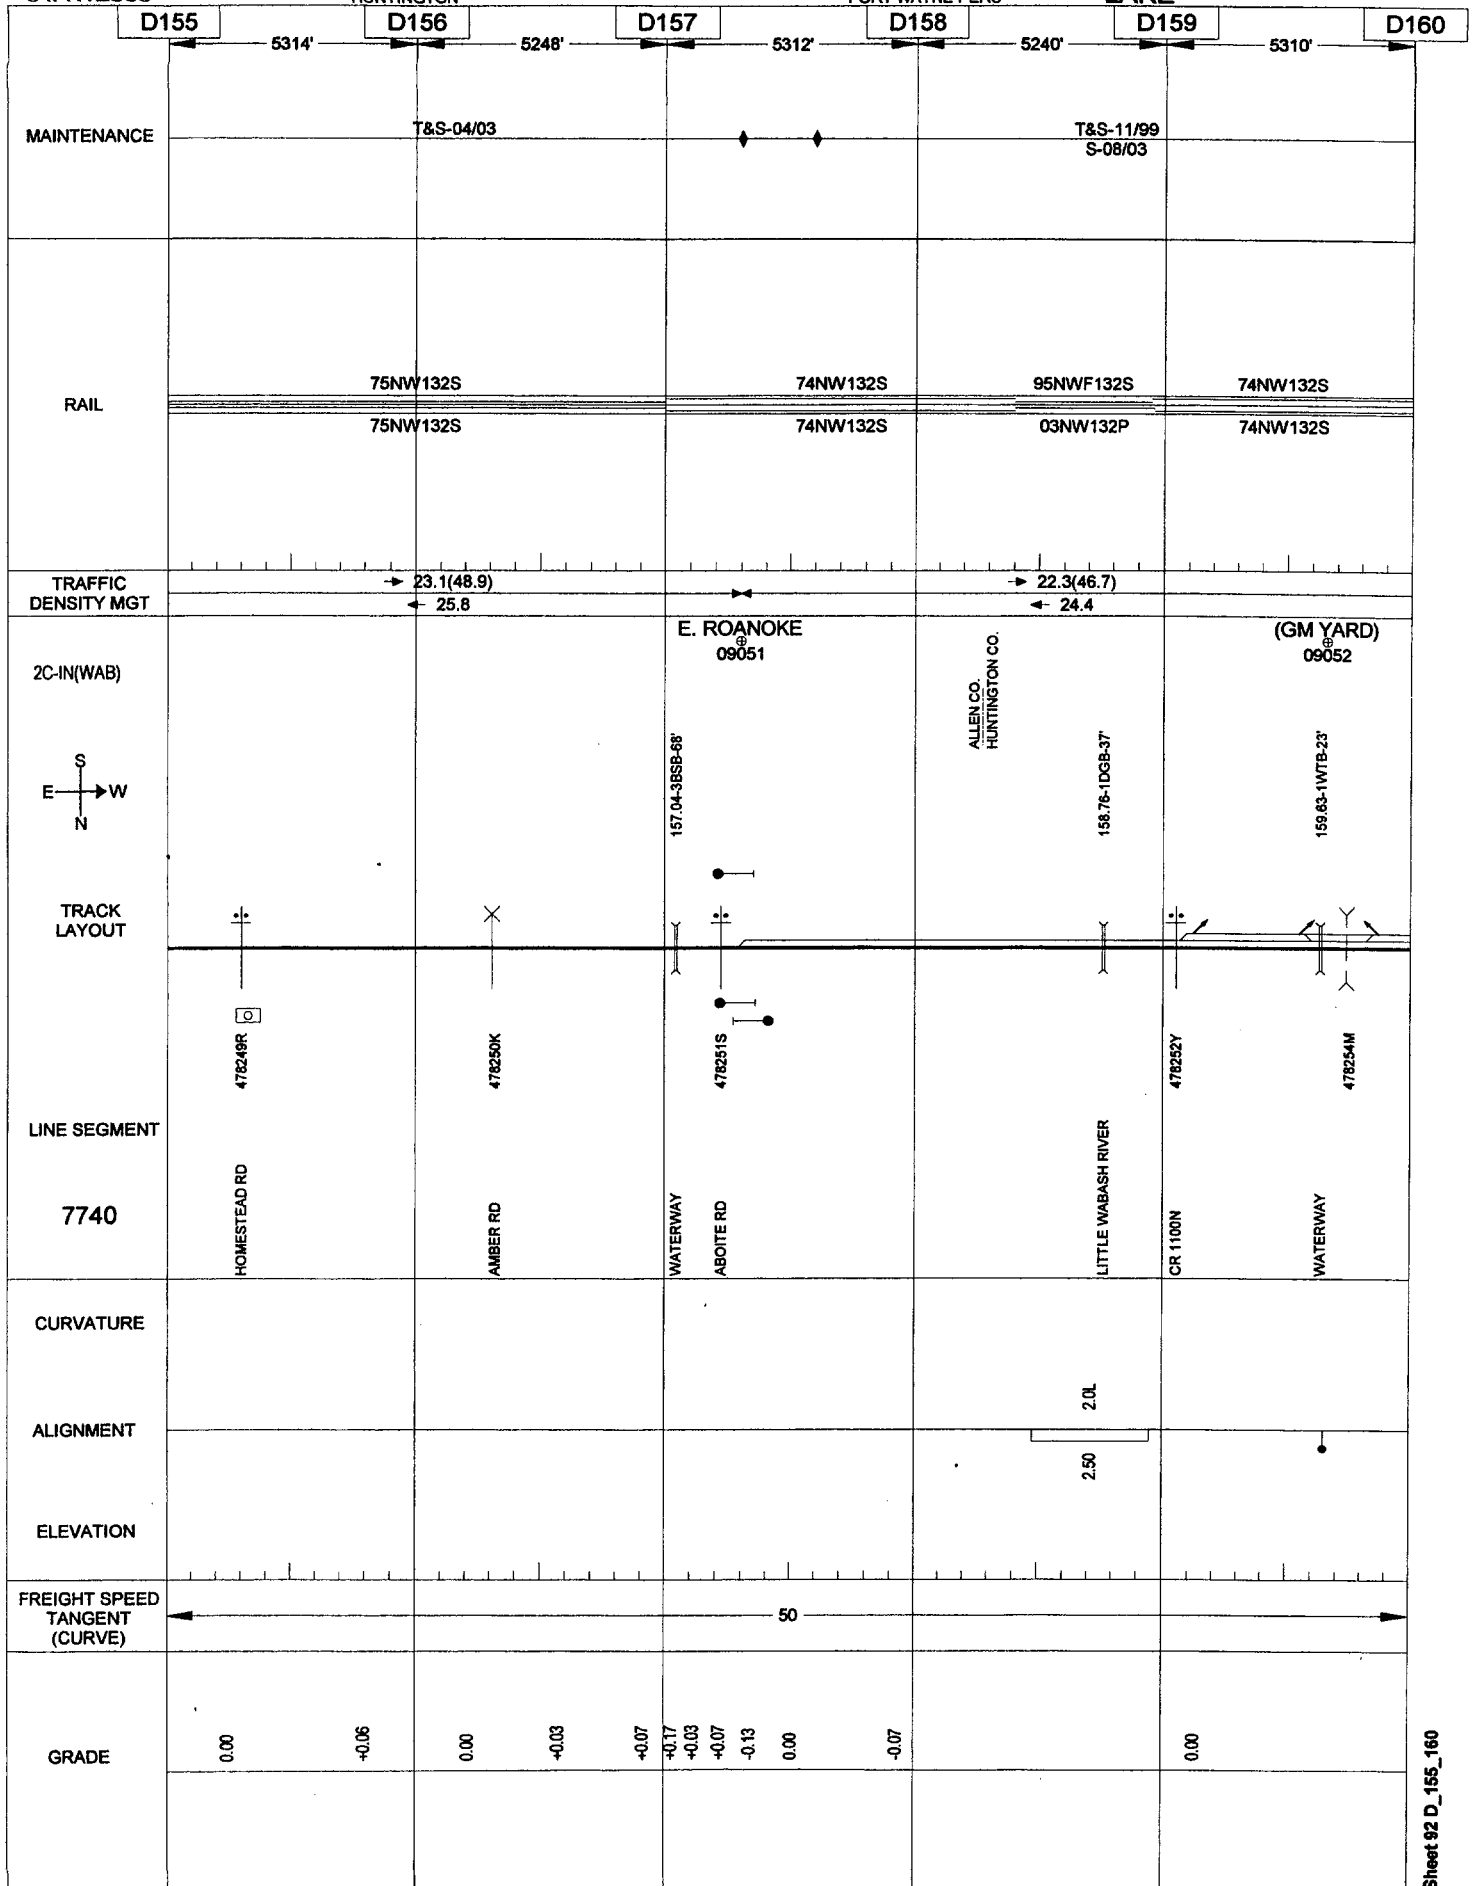 HUNTINGTON
LAKE
D155 D156 D157 D158 D159 D160
5314' 5248' 5312' 5240' 5310'
MAINTENANCE
T&S-04/03
T&S-11/99
S-08/03
RAIL
75NW132S 74NW132S 95NWF132S 74NW132S
75NW132S 74NW132S 03NW132P 74NW132S
TRAFFIC
DENSITY MGT
23.1(48.9) 22.3(46.7)
25.8 24.4
E. ROANOKE
09051
(GM YARD)
09052
2C-IN(WAB)
ALLEN CO.
HUNTINGTON CO.
S
E W
N
157.04-3BSB-68'
158.76-1DGB-37'
159.63-1WTB-23'
TRACK
LAYOUT
478249R
478250K
478251S
478252Y
478254M
LINE SEGMENT
7740
HOMESTEAD RD
AMBER RD
WATERWAY
ABOITE RD
LITTLE WABASH RIVER
CR 1100N
WATERWAY
CURVATURE
2.0L
ALIGNMENT
2.50
ELEVATION
FREIGHT SPEED
TANGENT
(CURVE)
50
GRADE
0.00 +0.06 0.00 +0.03 +0.07 +0.17 +0.03 +0.07 -0.13 0.00 -0.07 0.00
Sheet 92 D_155_160